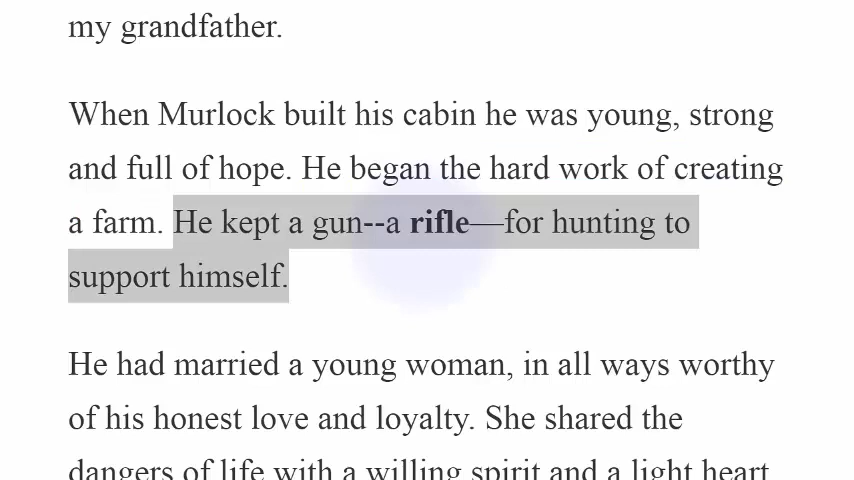 my grandfather.
When Murlock built his cabin he was young, strong
and full of hope. He began the hard work of creating
a farm. He kept a gun--a rifle—for hunting to
support himself.
He had married a young woman, in all ways worthy
of his honest love and loyalty. She shared the
dangers of life with a willing spirit and a light heart